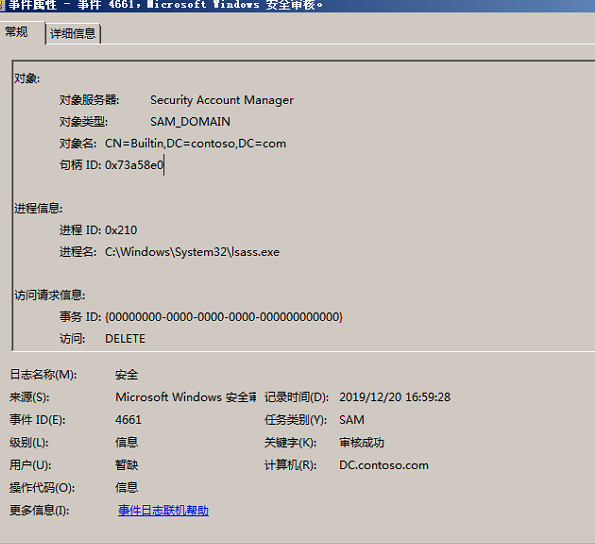 事件属性 - 事件 4661，Microsoft Windows 安全审核。
常规 详细信息
对象:
对象服务器: Security Account Manager
对象类型: SAM_DOMAIN
对象名: CN=Builtin,DC=contoso,DC=com
句柄 ID: 0x73a58e0
进程信息:
进程 ID: 0x210
进程名: C:\Windows\System32\lsass.exe
访问请求信息:
事务 ID: {00000000-0000-0000-0000-000000000000}
访问: DELETE
日志名称(M): 安全
来源(S): Microsoft Windows 安全审 记录时间(D): 2019/12/20 16:59:28
事件 ID(E): 4661 任务类别(Y): SAM
级别(L): 信息 关键字(K): 审核成功
用户(U): 暂缺 计算机(R): DC.contoso.com
操作代码(O): 信息
更多信息(I): 事件日志联机帮助